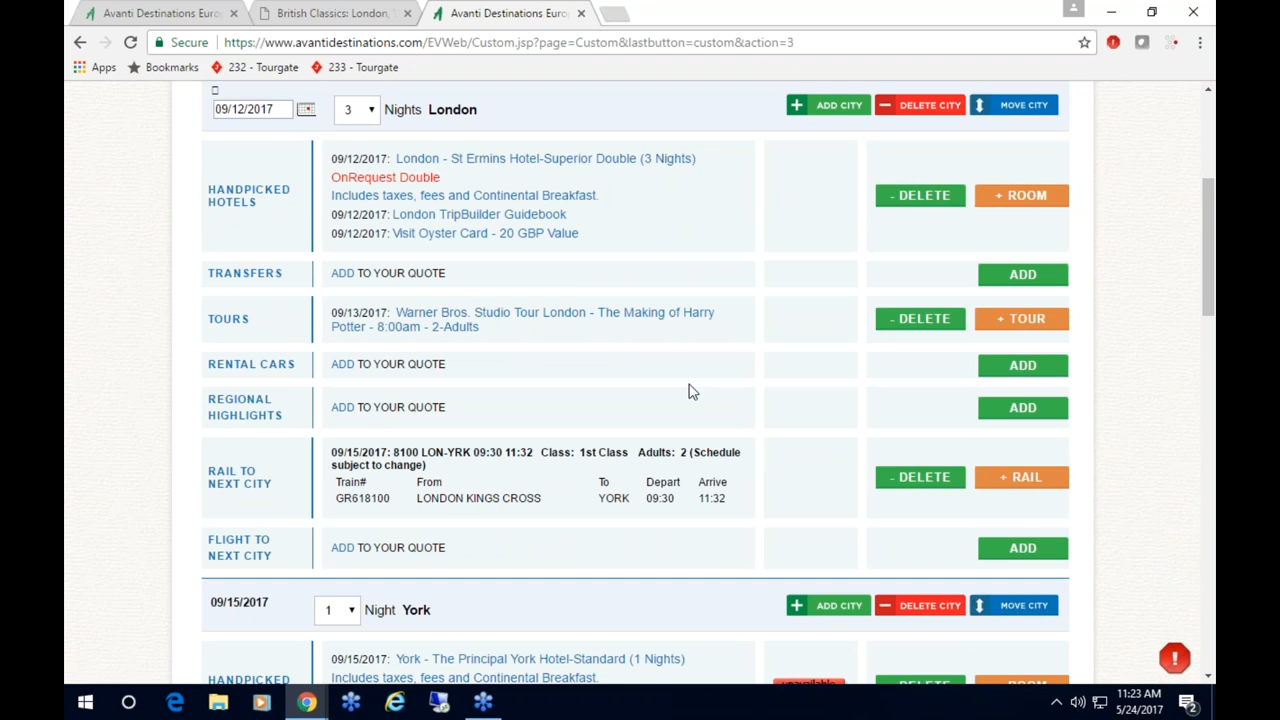 Avanti Destinations Euro
British Classics: London,
Avanti Destinations Euro
Secure
https://www.avantidestinations.com/EVWeb/Custom.jsp?page=Custom&lastbutton=custom&action=3
Apps
Bookmarks
232 - Tourgate
233 - Tourgate
09/12/2017
3
Nights London
ADD CITY
DELETE CITY
MOVE CITY
HANDPICKED
HOTELS
09/12/2017: London - St Ermins Hotel-Superior Double (3 Nights)
OnRequest Double
Includes taxes, fees and Continental Breakfast.
09/12/2017: London TripBuilder Guidebook
09/12/2017: Visit Oyster Card - 20 GBP Value
- DELETE
+ ROOM
TRANSFERS
ADD TO YOUR QUOTE
ADD
TOURS
09/13/2017: Warner Bros. Studio Tour London - The Making of Harry
Potter - 8:00am - 2-Adults
- DELETE
+ TOUR
RENTAL CARS
ADD TO YOUR QUOTE
ADD
REGIONAL
HIGHLIGHTS
ADD TO YOUR QUOTE
ADD
RAIL TO
NEXT CITY
09/15/2017: 8100 LON-YRK 09:30 11:32 Class: 1st Class Adults: 2 (Schedule
subject to change)
Train# From To Depart Arrive
GR618100 LONDON KINGS CROSS YORK 09:30 11:32
- DELETE
+ RAIL
FLIGHT TO
NEXT CITY
ADD TO YOUR QUOTE
ADD
09/15/2017
1
Night York
ADD CITY
DELETE CITY
MOVE CITY
HANDPICKED
09/15/2017: York - The Principal York Hotel-Standard (1 Nights)
Includes taxes, fees and Continental Breakfast.
unavailable
- DELETE
+ ROOM
11:23 AM
5/24/2017
2